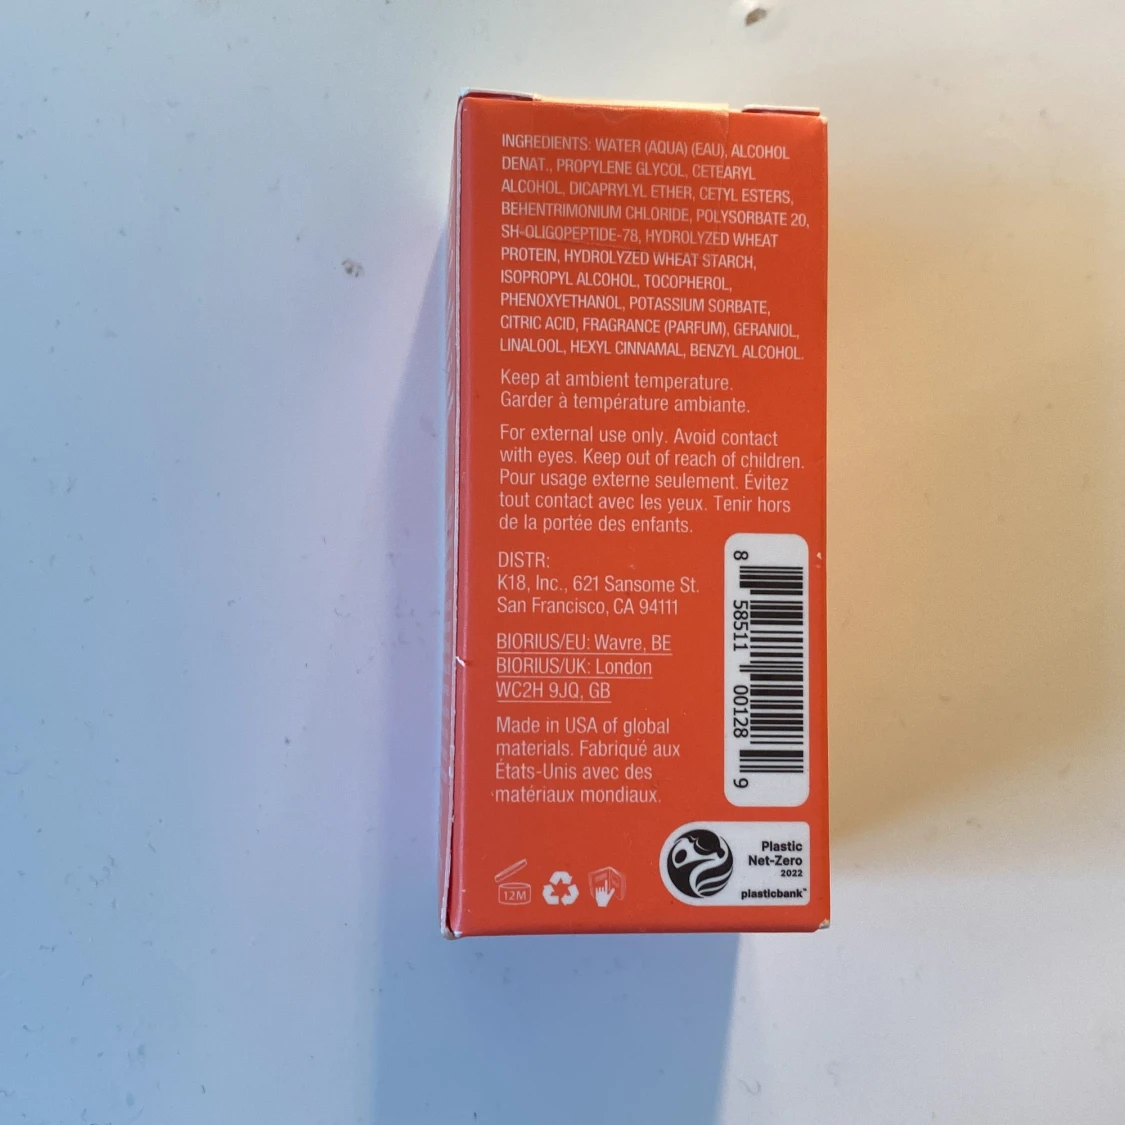 INGREDIENTS: WATER (AQUA) (EAU), ALCOHOL
DENAT., PROPYLENE GLYCOL, CETEARYL
ALCOHOL, DICAPRYLYL ETHER, CETYL ESTERS,
BEHENTRIMONIUM CHLORIDE, POLYSORBATE 20,
SH-OLIGOPEPTIDE-78, HYDROLYZED WHEAT
PROTEIN, HYDROLYZED WHEAT STARCH,
ISOPROPYL ALCOHOL, TOCOPHEROL,
PHENOXYETHANOL, POTASSIUM SORBATE,
CITRIC ACID, FRAGRANCE (PARFUM), GERANIOL,
LINALOOL, HEXYL CINNAMAL, BENZYL ALCOHOL.
Keep at ambient temperature.
Garder à température ambiante.
For external use only. Avoid contact
with eyes. Keep out of reach of children.
Pour usage externe seulement. Évitez
tout contact avec les yeux. Tenir hors
de la portée des enfants.
DISTR:
K18, Inc., 621 Sansome St.
San Francisco, CA 94111
BIORIUS/EU: Wavre, BE
BIORIUS/UK: London
WC2H 9JQ, GB
Made in USA of global
materials. Fabriqué aux
États-Unis avec des
matériaux mondiaux.
8 58511 00128 9
12M
Plastic
Net-Zero
2022
plasticbank™